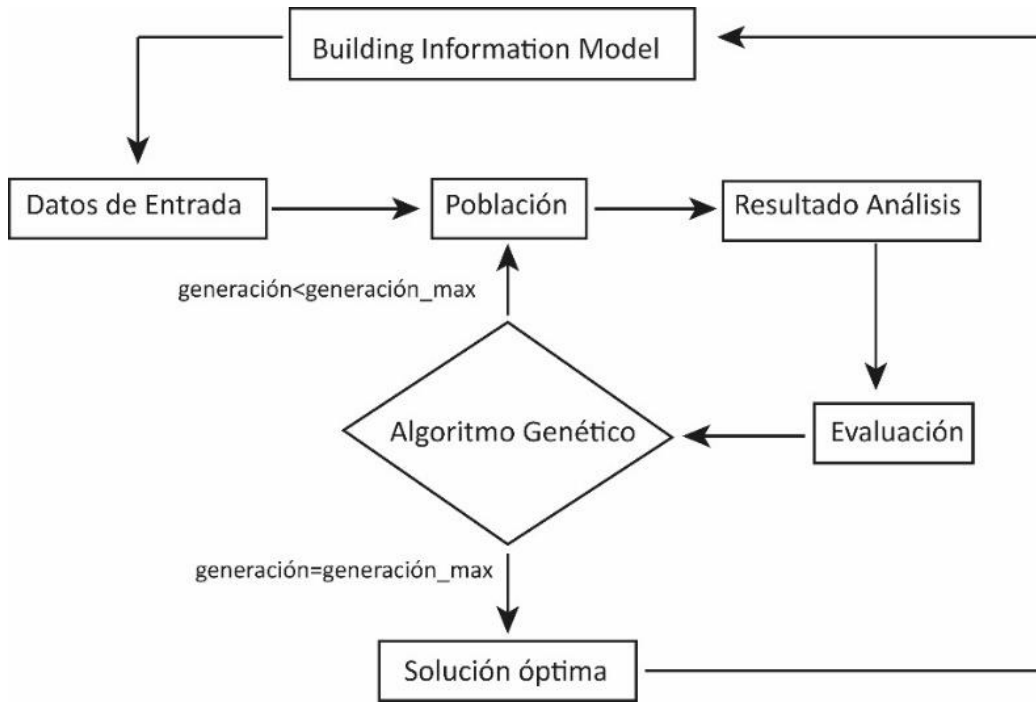 Building Information Model
Datos de Entrada
Población
Resultado Análisis
generación<generación_max
Algoritmo Genético
Evaluación
generación=generación_max
Solución óptima